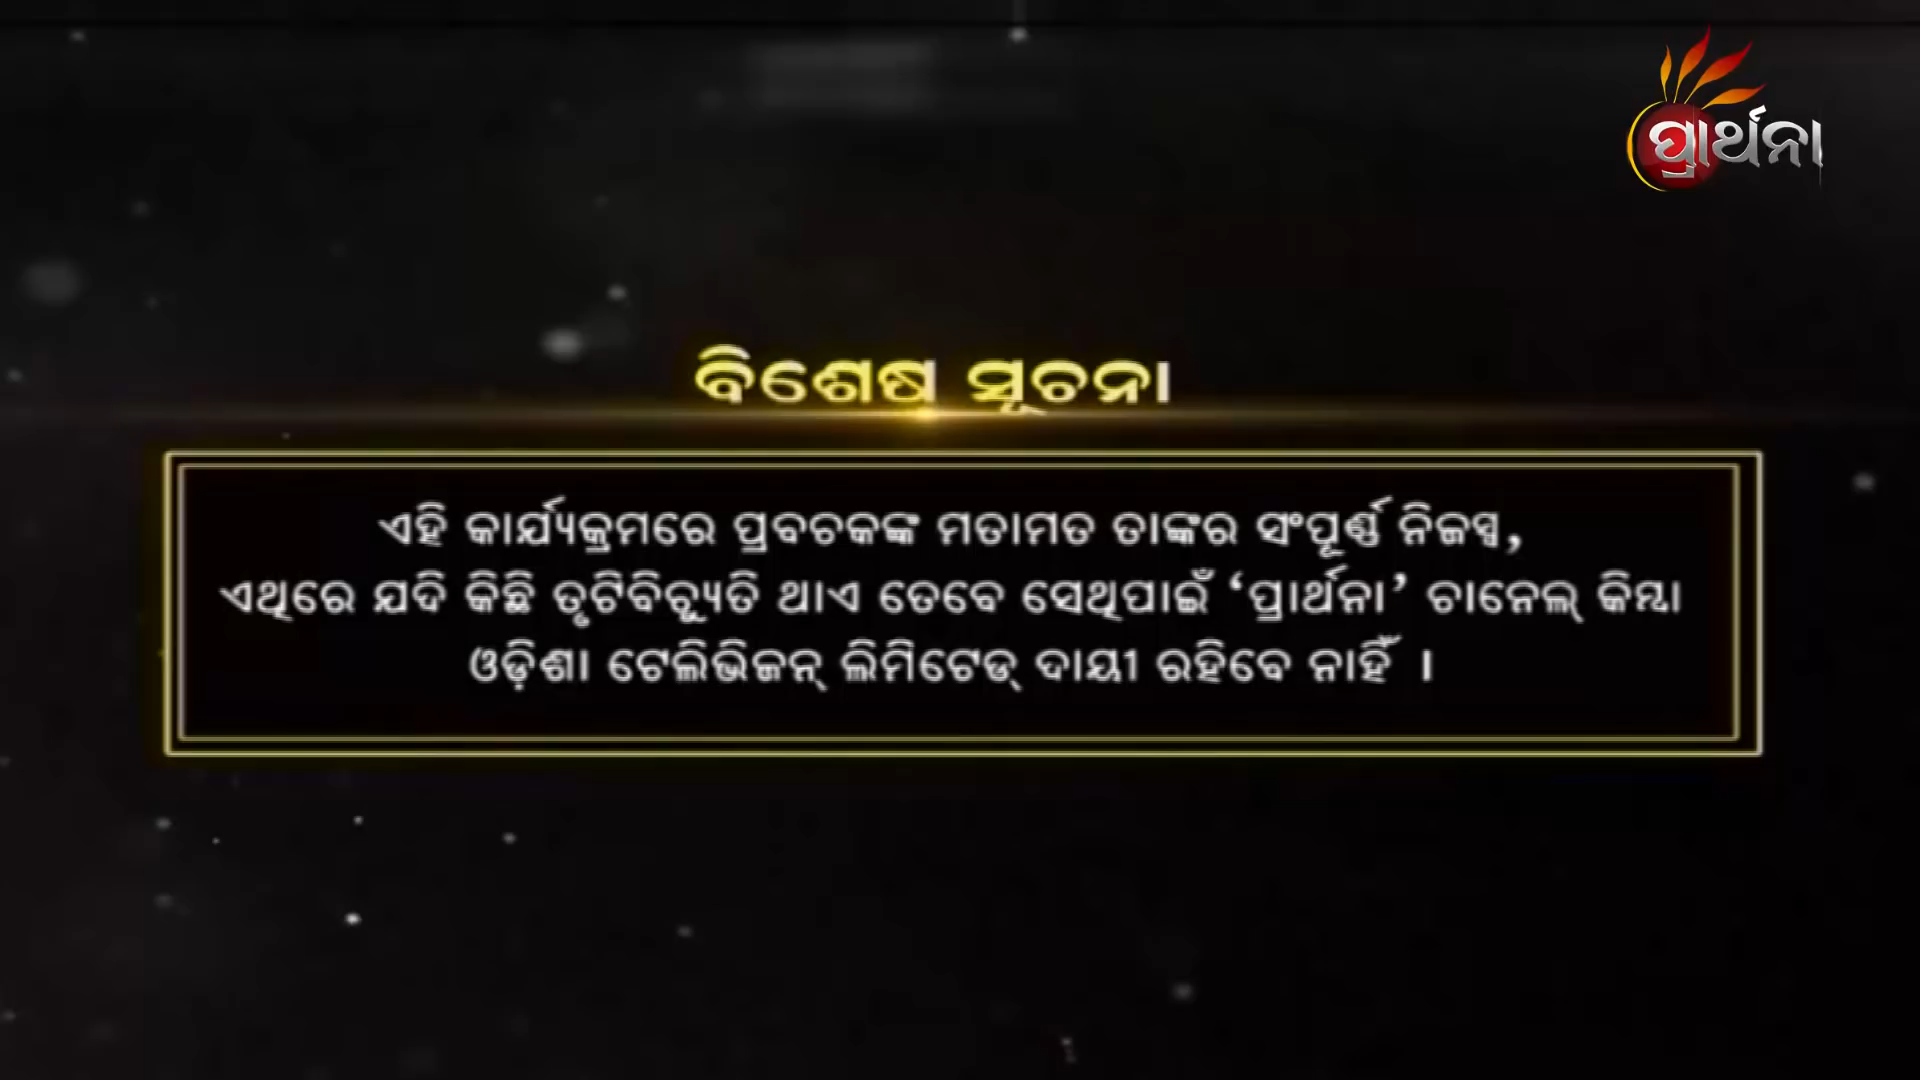 ପ୍ରାର୍ଥନା
ବିଶେଷ ସୂଚନା
ଏହି କାର୍ଯ୍ୟକ୍ରମରେ ପ୍ରବଚକଙ୍କ ମତାମତ ତାଙ୍କର ସଂପୂର୍ଣ୍ଣ ନିଜସ୍ୱ,
ଏଥିରେ ଯଦି କିଛି ତୃଟିବିଚ୍ୟୁତି ଥାଏ ତେବେ ସେଥିପାଇଁ ‘ପ୍ରାର୍ଥନା’ ଚାନେଲ୍ କିମ୍ବା
ଓଡ଼ିଶା ଟେଲିଭିଜନ୍ ଲିମିଟେଡ୍ ଦାୟୀ ରହିବେ ନାହିଁ ।